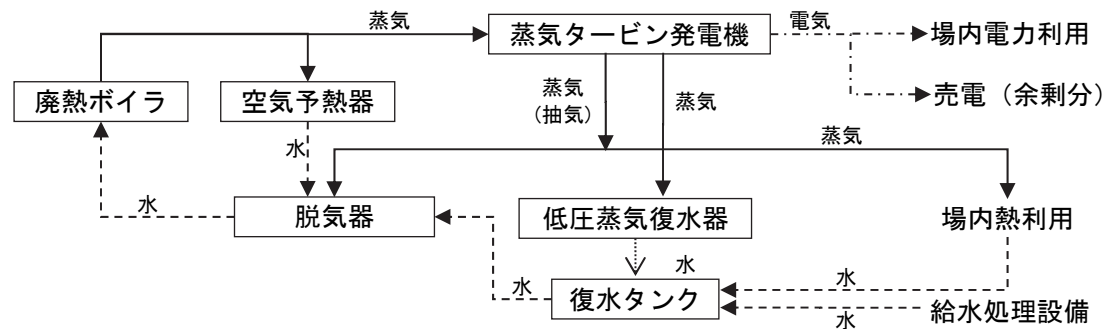 蒸気
蒸気タービン発電機
電気
場内電力利用
廃熱ボイラ
空気予熱器
蒸気
(抽気)
蒸気
売電（余剰分）
水
蒸気
水
脱気器
低圧蒸気復水器
場内熱利用
水
水
水
復水タンク
水
給水処理設備